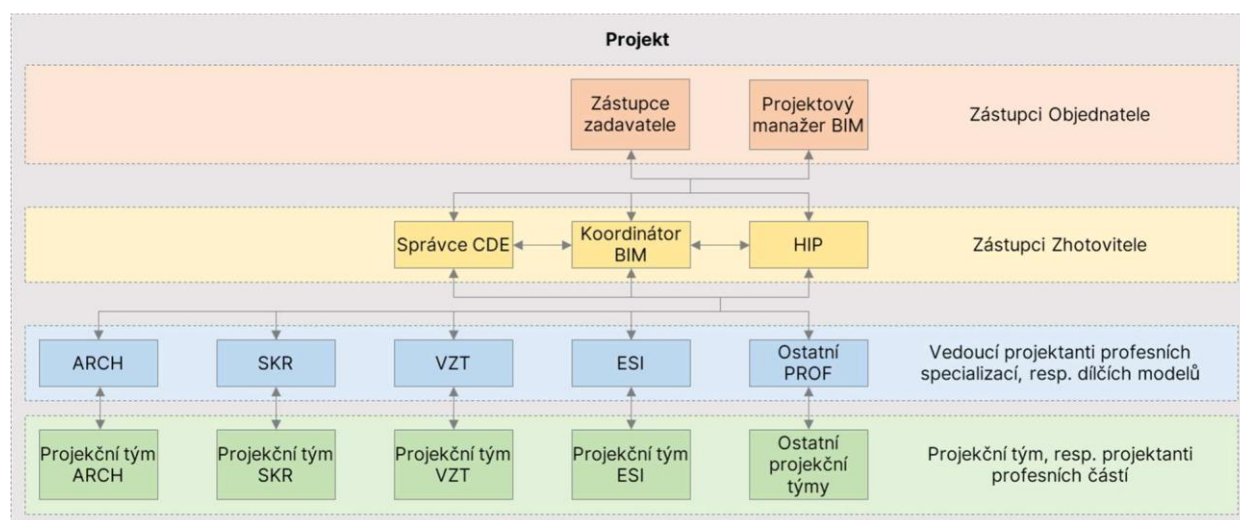 Projekt
Zástupce
zadavatele
Projektový
manažer BIM
Zástupci Objednatele
Správce CDE
Koordinátor
BIM
HIP
Zástupci Zhotovitele
ARCH
SKR
VZT
ESI
Ostatní
PROF
Vedoucí projektanti profesních
specializací, resp. dílčích modelů
Projekční tým
ARCH
Projekční tým
SKR
Projekční tým
VZT
Projekční tým
ESI
Ostatní
projekční
týmy
Projekční tým, resp. projektanti
profesních částí